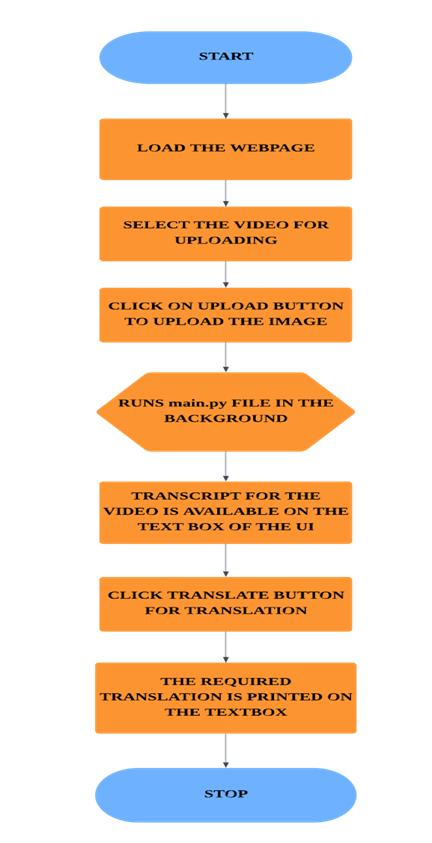 START
LOAD THE WEBPAGE
SELECT THE VIDEO FOR
UPLOADING
CLICK ON UPLOAD BUTTON
TO UPLOAD THE IMAGE
RUNS main.py FILE IN THE
BACKGROUND
TRANSCRIPT FOR THE
VIDEO IS AVAILABLE ON THE
TEXT BOX OF THE UI
CLICK TRANSLATE BUTTON
FOR TRANSLATION
THE REQUIRED
TRANSLATION IS PRINTED ON
THE TEXTBOX
STOP